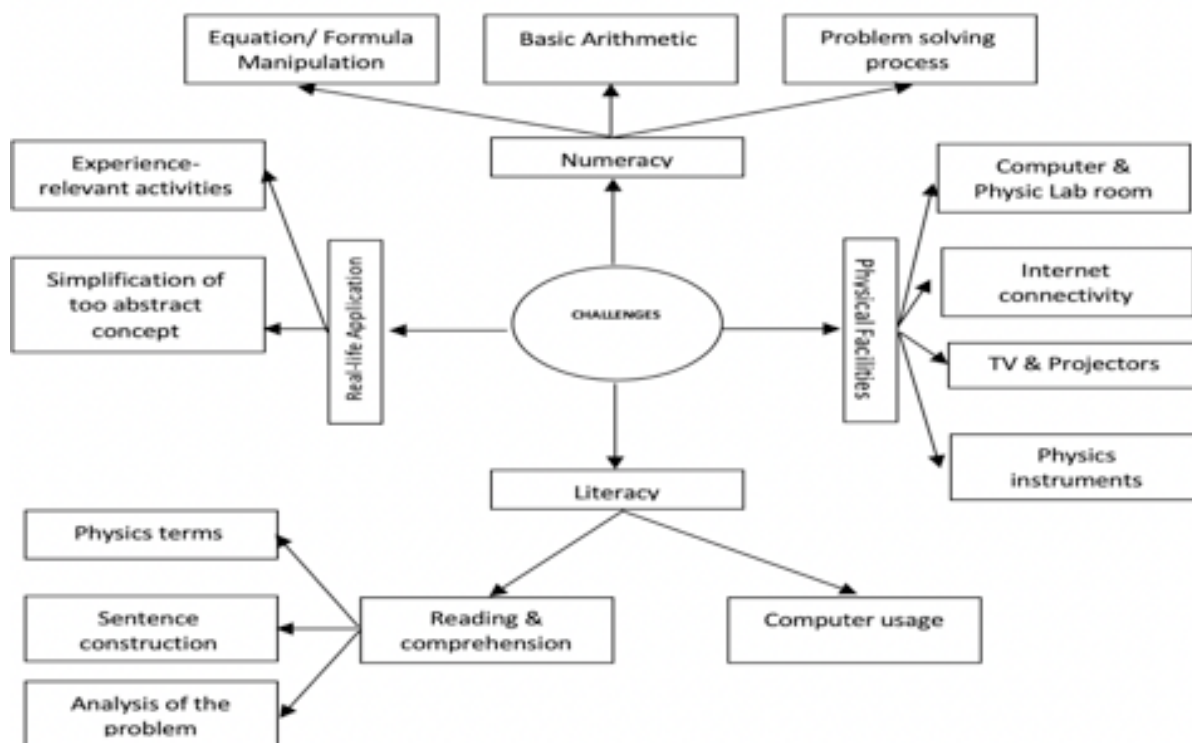 Equation/ Formula
Manipulation
Basic Arithmetic
Problem solving
process
Numeracy
Experience-
relevant activities
Computer &
Physic Lab room
Simplification of
too abstract
concept
Real-life Application
CHALLENGES
Physical Facilities
Internet
connectivity
TV & Projectors
Physics
instruments
Literacy
Physics terms
Sentence
construction
Reading &
comprehension
Computer usage
Analysis of the
problem